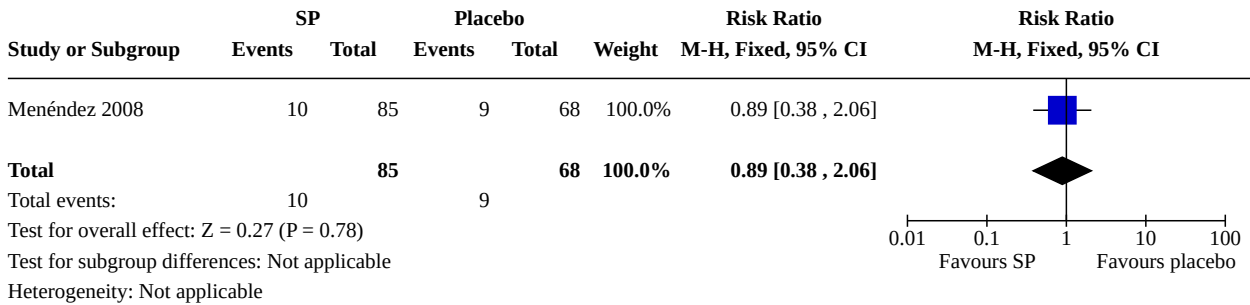 SP Placebo Risk Ratio Risk Ratio
Study or Subgroup Events Total Events Total Weight M-H, Fixed, 95% CI M-H, Fixed, 95% CI
Menéndez 2008 10 85 9 68 100.0% 0.89 [0.38 , 2.06]
Total 85 68 100.0% 0.89 [0.38 , 2.06]
Total events: 10 9
Test for overall effect: Z = 0.27 (P = 0.78)
0.01 0.1 1 10 100
Test for subgroup differences: Not applicable Favours SP Favours placebo
Heterogeneity: Not applicable